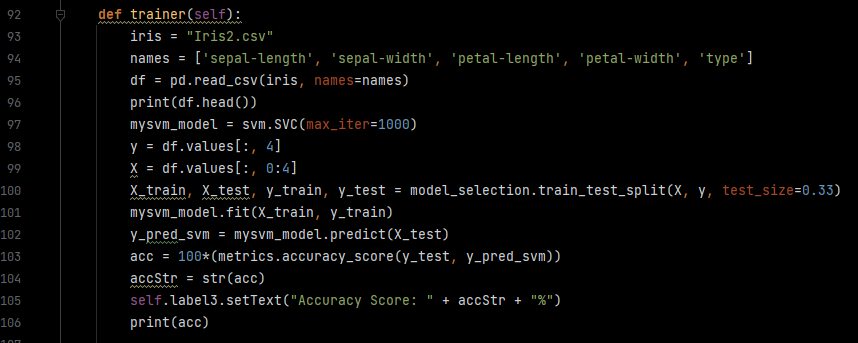 92 def trainer(self):
93 iris = "Iris2.csv"
94 names = ['sepal-length', 'sepal-width', 'petal-length', 'petal-width', 'type']
95 df = pd.read_csv(iris, names=names)
96 print(df.head())
97 mysvm_model = svm.SVC(max_iter=1000)
98 y = df.values[:, 4]
99 X = df.values[:, 0:4]
100 X_train, X_test, y_train, y_test = model_selection.train_test_split(X, y, test_size=0.33)
101 mysvm_model.fit(X_train, y_train)
102 y_pred_svm = mysvm_model.predict(X_test)
103 acc = 100*(metrics.accuracy_score(y_test, y_pred_svm))
104 accStr = str(acc)
105 self.label3.setText("Accuracy Score: " + accStr + "%")
106 print(acc)